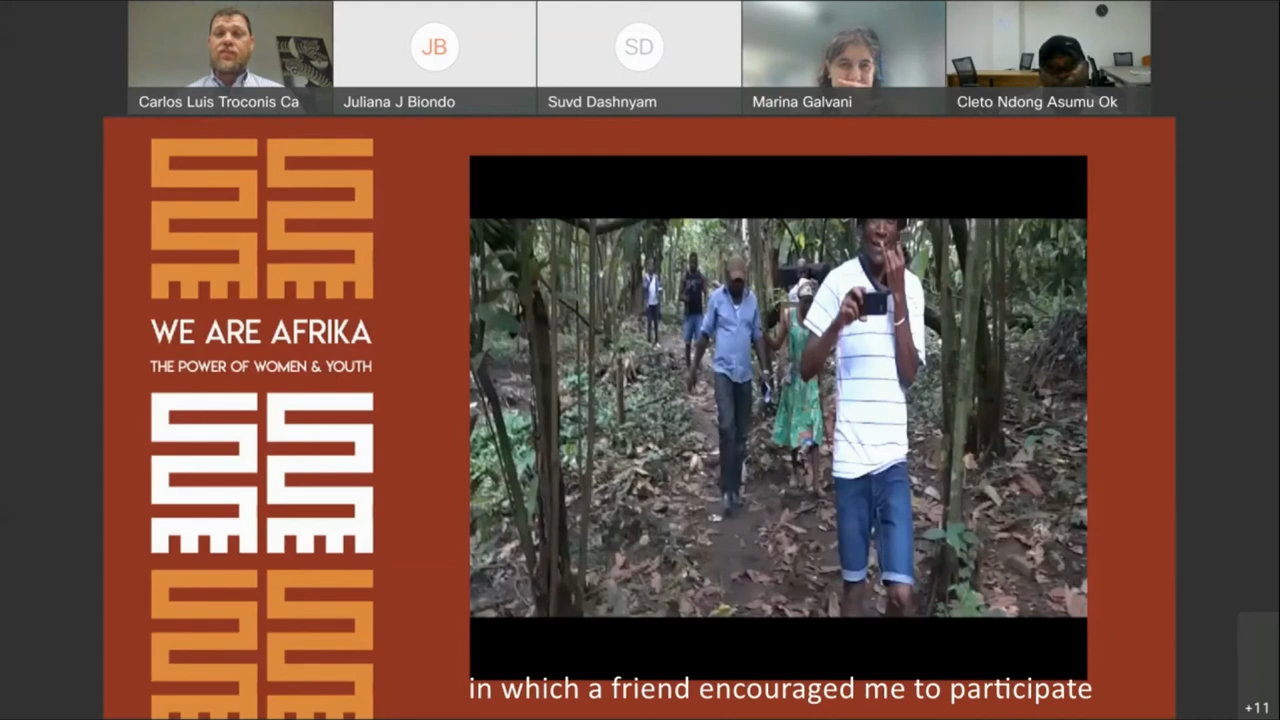 JB
SD
Carlos Luis Troconis Ca
Juliana J Biondo
Suvd Dashnyam
Marina Galvani
Cleto Ndong Asumu Ok
WE ARE AFRIKA
THE POWER OF WOMEN & YOUTH
in which a friend encouraged me to participate
+11